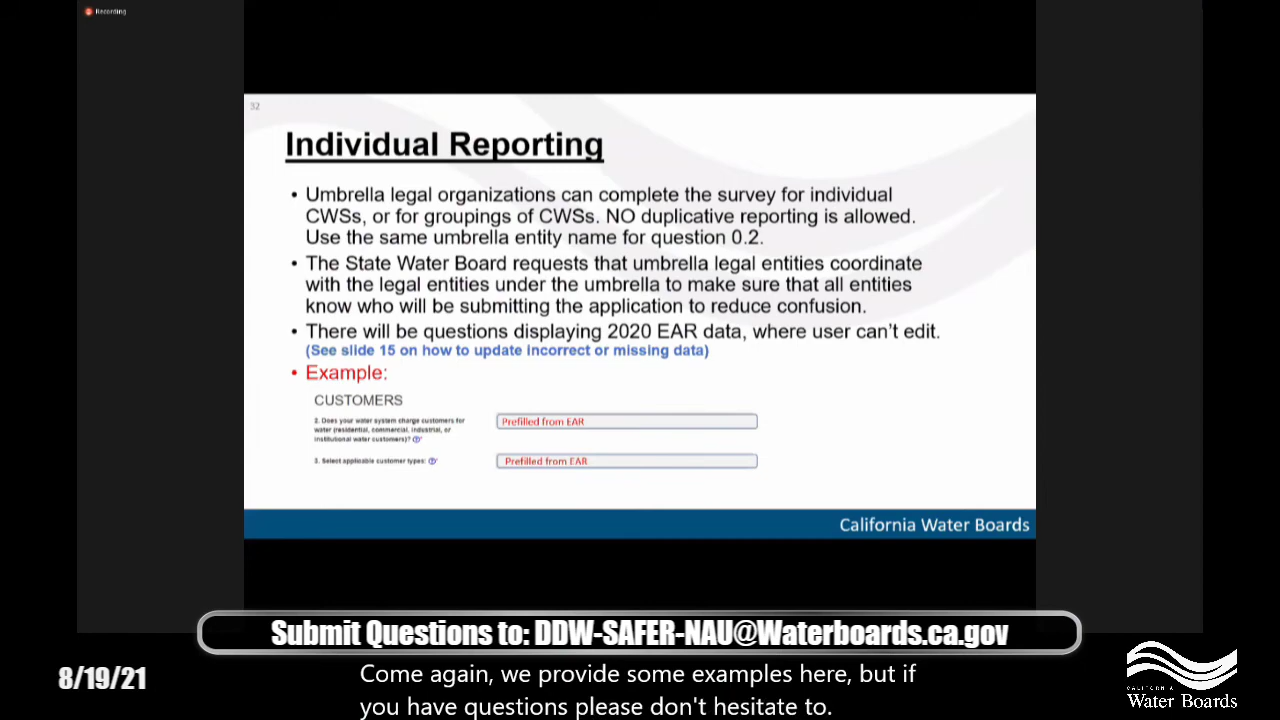 Recording
32
Individual Reporting
• Umbrella legal organizations can complete the survey for individual
CWSs, or for groupings of CWSs. NO duplicative reporting is allowed.
Use the same umbrella entity name for question 0.2.
• The State Water Board requests that umbrella legal entities coordinate
with the legal entities under the umbrella to make sure that all entities
know who will be submitting the application to reduce confusion.
• There will be questions displaying 2020 EAR data, where user can't edit.
(See slide 15 on how to update incorrect or missing data)
• Example:
CUSTOMERS
2. Does your water system charge customers for
water (residential, commercial, industrial, or
institutional water customers)?
Prefilled from EAR
3. Select applicable customer types:
Prefilled from EAR
California Water Boards
Submit Questions to: DDW-SAFER-NAU@Waterboards.ca.gov
8/19/21
Come again, we provide some examples here, but if
you have questions please don't hesitate to.
CALIFORNIA
Water Boards